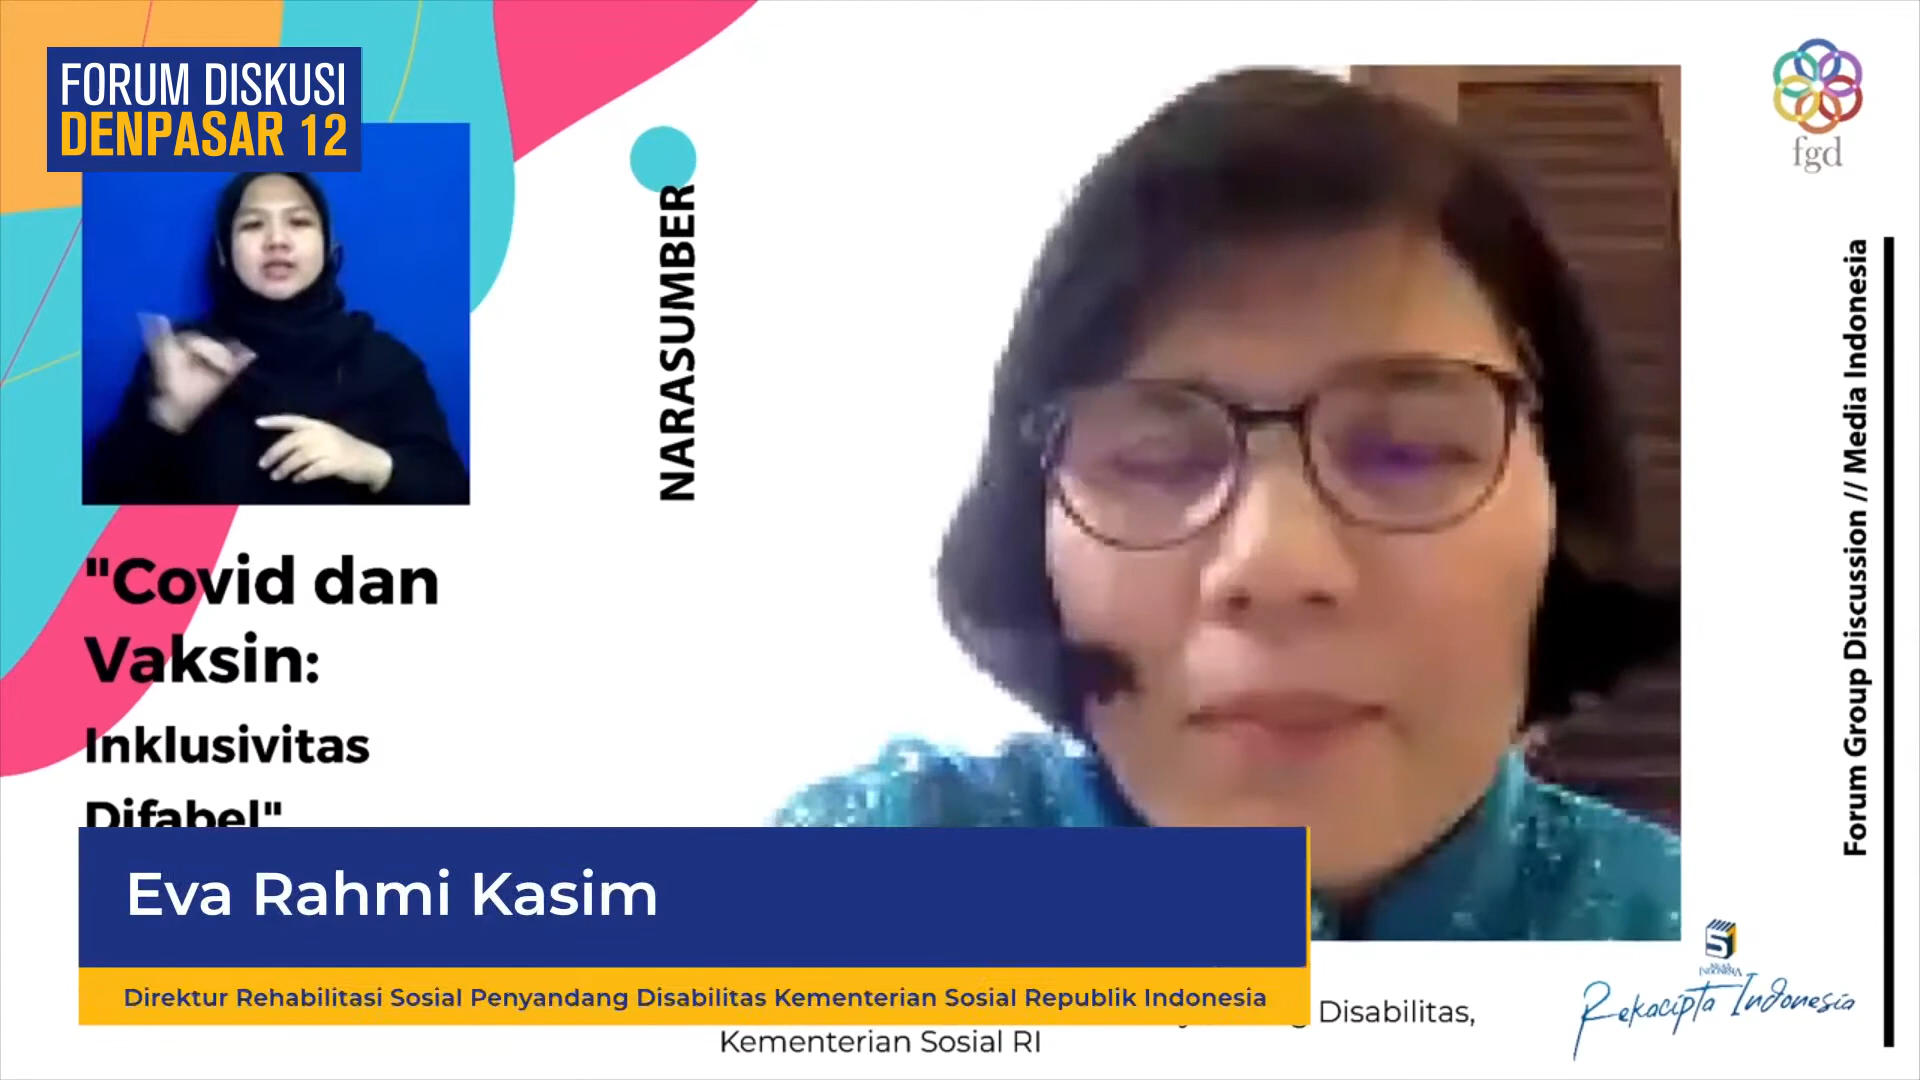 FORUM DISKUSI
DENPASAR 12
fgd
NARASUMBER
Forum Group Discussion // Media Indonesia
"Covid dan
Vaksin:
Inklusivitas
Difabel"
Eva Rahmi Kasim
Direktur Rehabilitasi Sosial Penyandang Disabilitas Kementerian Sosial Republik Indonesia
Disabilitas,
Kementerian Sosial RI
5
Rekacipta Indonesia